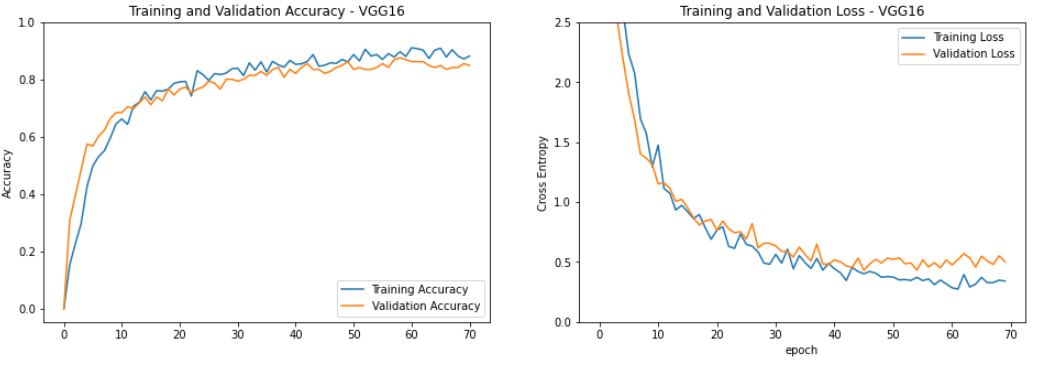 Training and Validation Accuracy - VGG16
Accuracy
1.0
0.8
0.6
0.4
0.2
0.0
0 10 20 30 40 50 60 70
Training Accuracy
Validation Accuracy
Training and Validation Loss - VGG16
Cross Entropy
2.5
2.0
1.5
1.0
0.5
0.0
0 10 20 30 40 50 60 70
epoch
Training Loss
Validation Loss